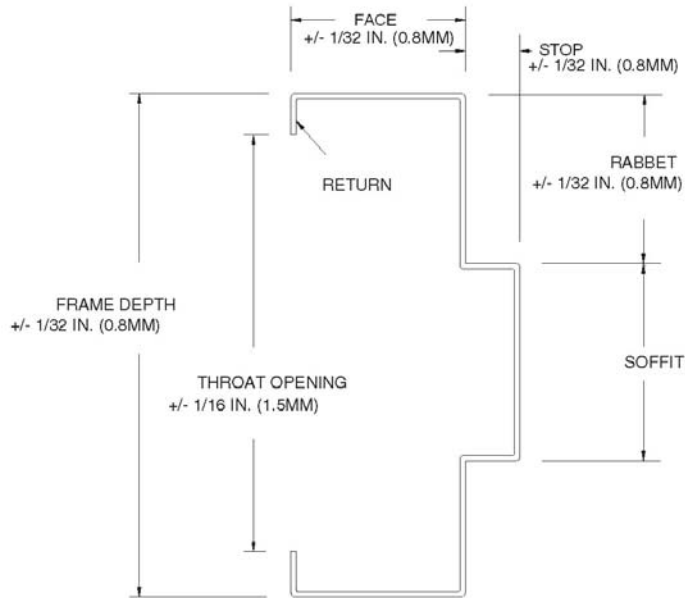 FACE
+/- 1/32 IN. (0.8MM)
STOP
+/- 1/32 IN. (0.8MM)
RABBET
+/- 1/32 IN. (0.8MM)
RETURN
FRAME DEPTH
+/- 1/32 IN. (0.8MM)
SOFFIT
THROAT OPENING
+/- 1/16 IN. (1.5MM)